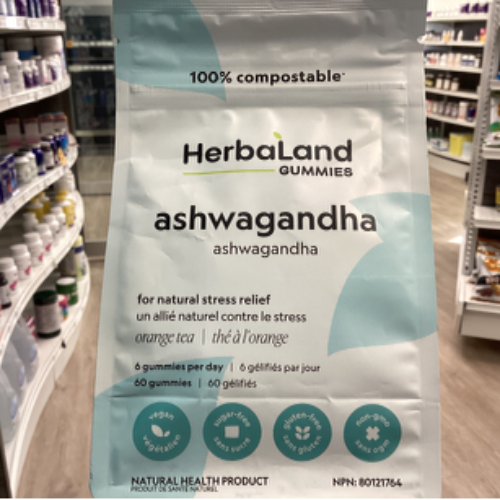 100% compostable*
HerbaLand
GUMMIES
ashwagandha
ashwagandha
for natural stress relief
un allié naturel contre le stress
orange tea | thé à l'orange
6 gummies per day | 6 gélifiés par jour
60 gummies | 60 gélifiés
vegan
végétalien
sugar-free
sans sucre
gluten-free
sans gluten
non-gmo
sans ogm
NATURAL HEALTH PRODUCT
PRODUIT DE SANTÉ NATUREL
NPN: 80121764